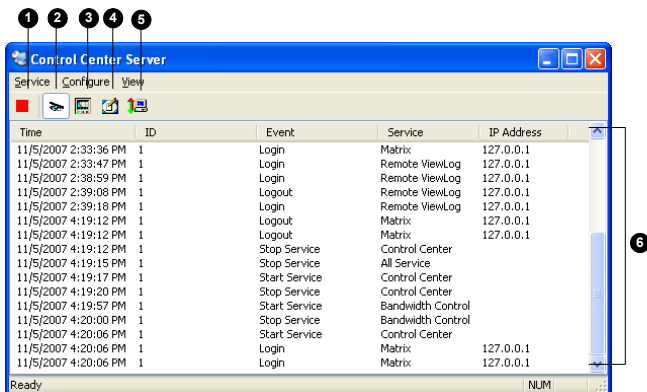 1 2 3 4 5
Control Center Server
Service Configure View
Time ID Event Service IP Address
11/5/2007 2:33:36 PM 1 Login Matrix 127.0.0.1
11/5/2007 2:33:47 PM 1 Login Remote ViewLog 127.0.0.1
11/5/2007 2:38:59 PM 1 Login Remote ViewLog 127.0.0.1
11/5/2007 2:39:08 PM 1 Logout Remote ViewLog 127.0.0.1
11/5/2007 2:39:18 PM 1 Login Remote ViewLog 127.0.0.1
11/5/2007 4:19:12 PM 1 Logout Matrix 127.0.0.1
11/5/2007 4:19:12 PM 1 Logout Matrix 127.0.0.1
11/5/2007 4:19:12 PM 1 Stop Service Control Center
11/5/2007 4:19:15 PM 1 Stop Service All Service
11/5/2007 4:19:17 PM 1 Start Service Control Center
11/5/2007 4:19:20 PM 1 Stop Service Control Center
11/5/2007 4:19:57 PM 1 Start Service Bandwidth Control
11/5/2007 4:20:00 PM 1 Stop Service Bandwidth Control
11/5/2007 4:20:06 PM 1 Start Service Control Center
11/5/2007 4:20:06 PM 1 Login Matrix 127.0.0.1
11/5/2007 4:20:06 PM 1 Login Matrix 127.0.0.1
6
Ready NUM